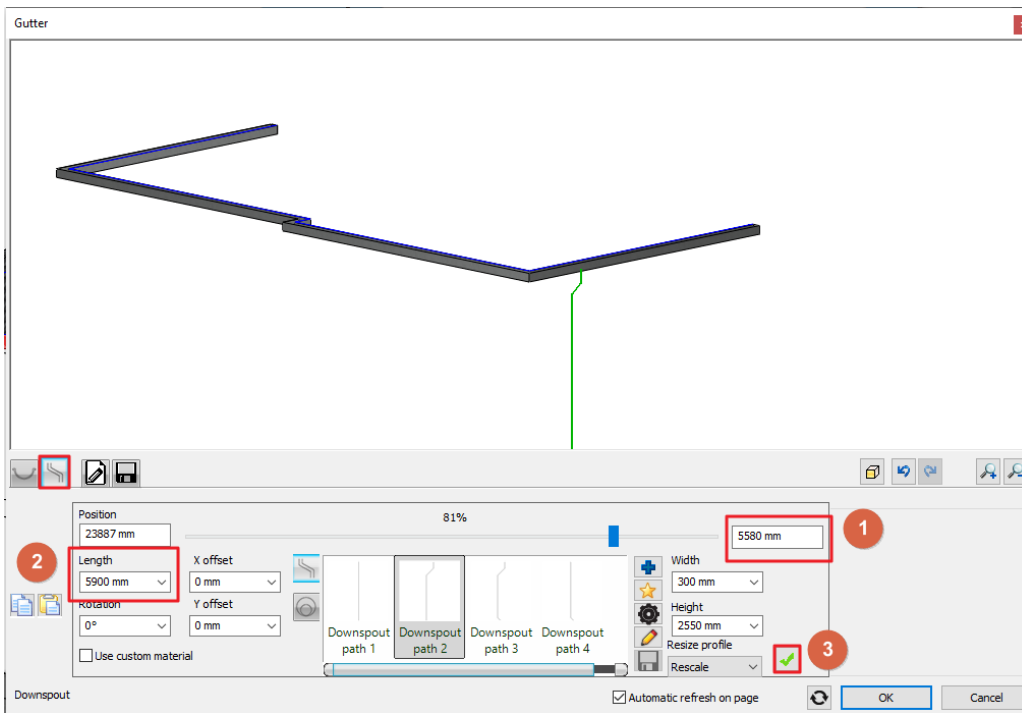 Gutter
Position
81%
23887 mm
5580 mm
1
2
Length
X offset
Width
5900 mm
0 mm
300 mm
Rotation
Y offset
Height
0°
0 mm
2550 mm
Downspout path 1
Downspout path 2
Downspout path 3
Downspout path 4
Resize profile
Use custom material
Rescale
3
Downspout
Automatic refresh on page
OK
Cancel